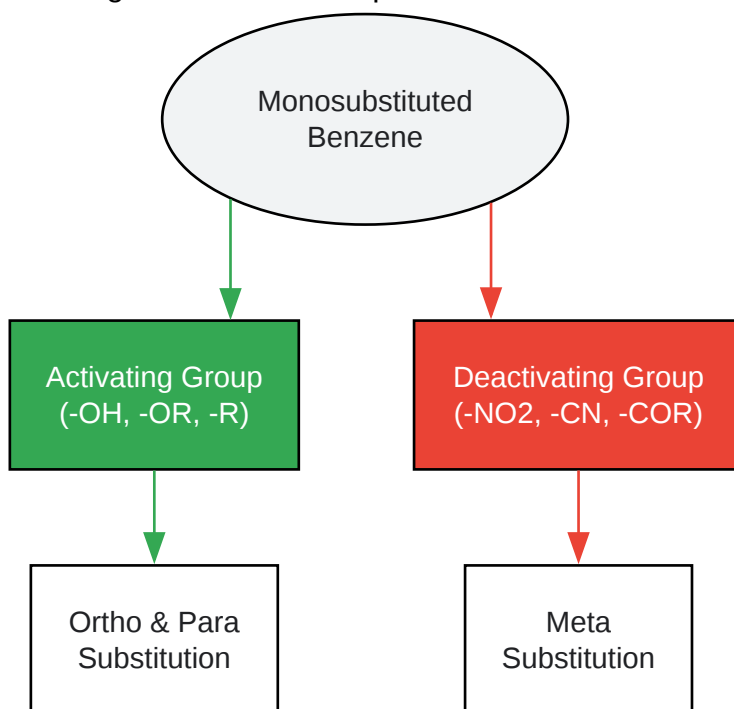 Monosubstituted
Benzene
Activating Group
(-OH, -OR, -R)
Deactivating Group
(-NO2, -CN, -COR)
Ortho & Para
Substitution
Meta
Substitution